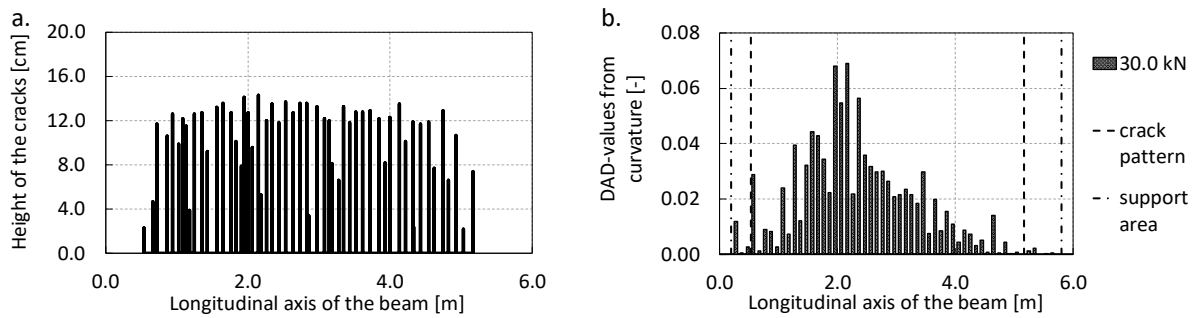 a.
Height of the cracks [cm]
20.0
16.0
12.0
8.0
4.0
0.0
0.0 2.0 4.0 6.0
Longitudinal axis of the beam [m]
b.
DAD-values from
curvature [-]
0.08
0.06
0.04
0.02
0.00
0.0 2.0 4.0 6.0
Longitudinal axis of the beam [m]
30.0 kN
crack
pattern
support
area